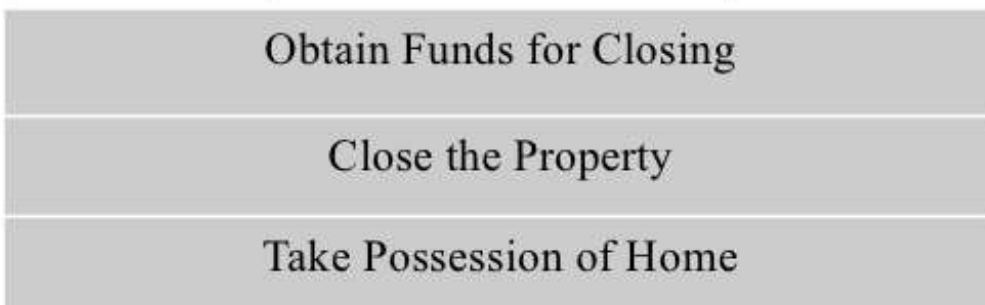 Obtain Funds for Closing
Close the Property
Take Possession of Home